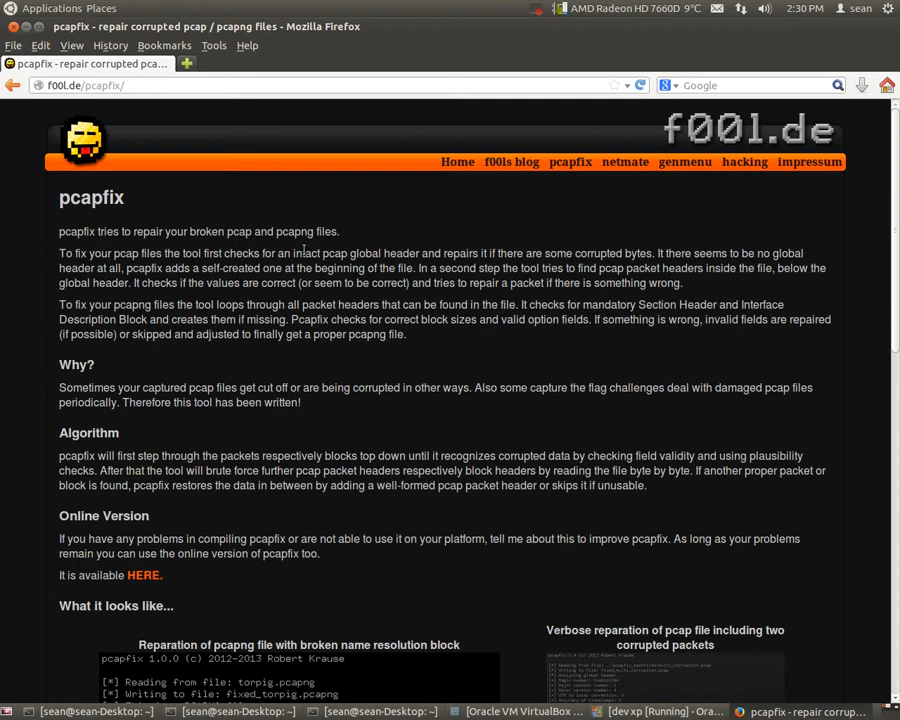 Applications Places
AMD Radeon HD 7660D 9°C
2:30 PM
sean
pcapfix - repair corrupted pcap / pcapng files - Mozilla Firefox
File Edit View History Bookmarks Tools Help
pcapfix - repair corrupted pca...
f00l.de/pcapfix/
Google
f00l.de
Home f00ls blog pcapfix netmate genmenu hacking impressum
pcapfix
pcapfix tries to repair your broken pcap and pcapng files.
To fix your pcap files the tool first checks for an intact pcap global header and repairs it if there are some corrupted bytes. It there seems to be no global
header at all, pcapfix adds a self-created one at the beginning of the file. In a second step the tool tries to find pcap packet headers inside the file, below the
global header. It checks if the values are correct (or seem to be correct) and tries to repair a packet if there is something wrong.
To fix your pcapng files the tool loops through all packet headers that can be found in the file. It checks for mandatory Section Header and Interface
Description Block and creates them if missing. Pcapfix checks for correct block sizes and valid option fields. If something is wrong, invalid fields are repaired
(if possible) or skipped and adjusted to finally get a proper pcapng file.
Why?
Sometimes your captured pcap files get cut off or are being corrupted in other ways. Also some capture the flag challenges deal with damaged pcap files
periodically. Therefore this tool has been written!
Algorithm
pcapfix will first step through the packets respectively blocks top down until it recognizes corrupted data by checking field validity and using plausibility
checks. After that the tool will brute force further pcap packet headers respectively block headers by reading the file byte by byte. If another proper packet or
block is found, pcapfix restores the data in between by adding a well-formed pcap packet header or skips it if unusable.
Online Version
If you have any problems in compiling pcapfix or are not able to use it on your platform, tell me about this to improve pcapfix. As long as your problems
remain you can use the online version of pcapfix too.
It is available HERE.
What it looks like...
Reparation of pcapng file with broken name resolution block
Verbose reparation of pcap file including two
corrupted packets
pcapfix 1.0.0 (c) 2012-2013 Robert Krause
[*] Reading from file: torpig.pcapng
[*] Writing to file: fixed_torpig.pcapng
[sean@sean-Desktop: ~]
[sean@sean-Desktop: ~]
[sean@sean-Desktop: ~]
[Oracle VM VirtualBox ...
[dev xp [Running] - Ora...
pcapfix - repair corrup...